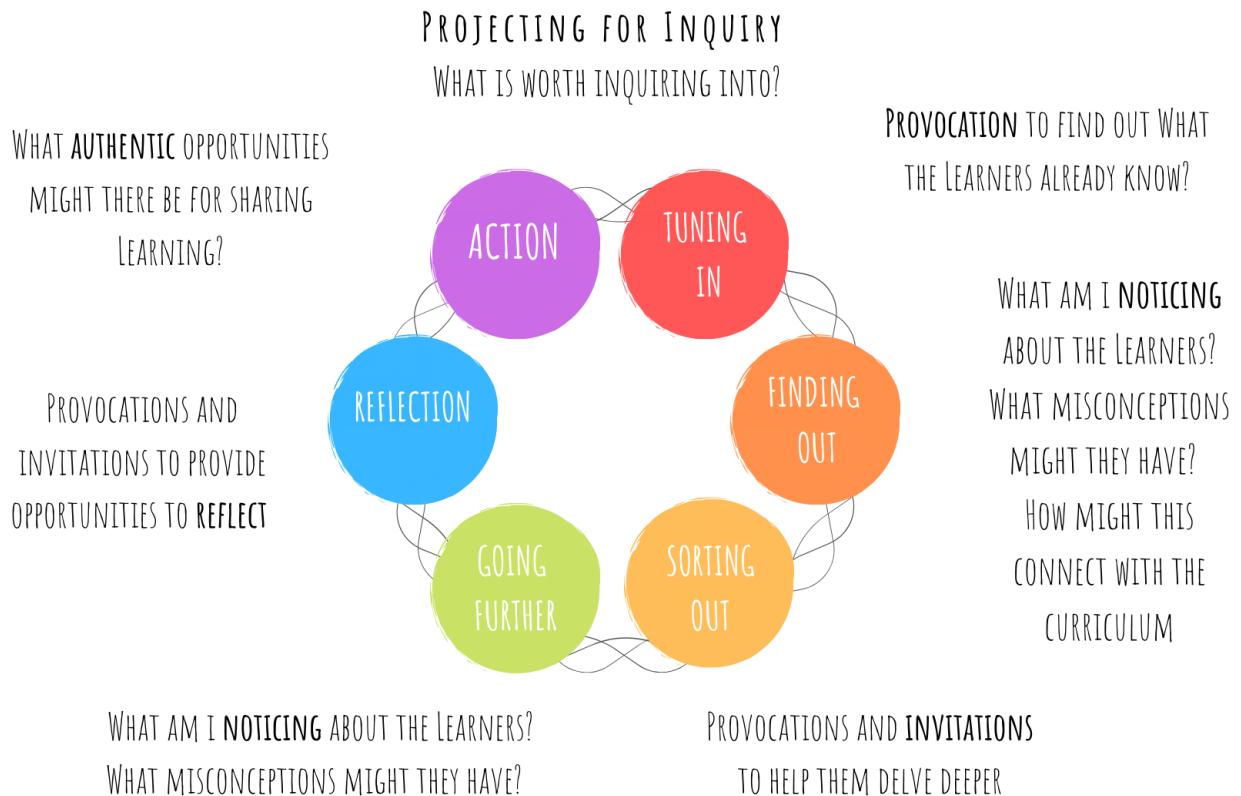 Projecting for Inquiry
What is worth inquiring into?
What authentic opportunities
might there be for sharing
Learning?
Provocation to find out What
the Learners already know?
ACTION
TUNING
IN
What am I noticing
about the Learners?
What misconceptions
might they have?
How might this
connect with the
curriculum
FINDING
OUT
REFLECTION
Provocations and
invitations to provide
opportunities to reflect
GOING
FURTHER
SORTING
OUT
What am I noticing about the Learners?
What misconceptions might they have?
Provocations and invitations
to help them delve deeper